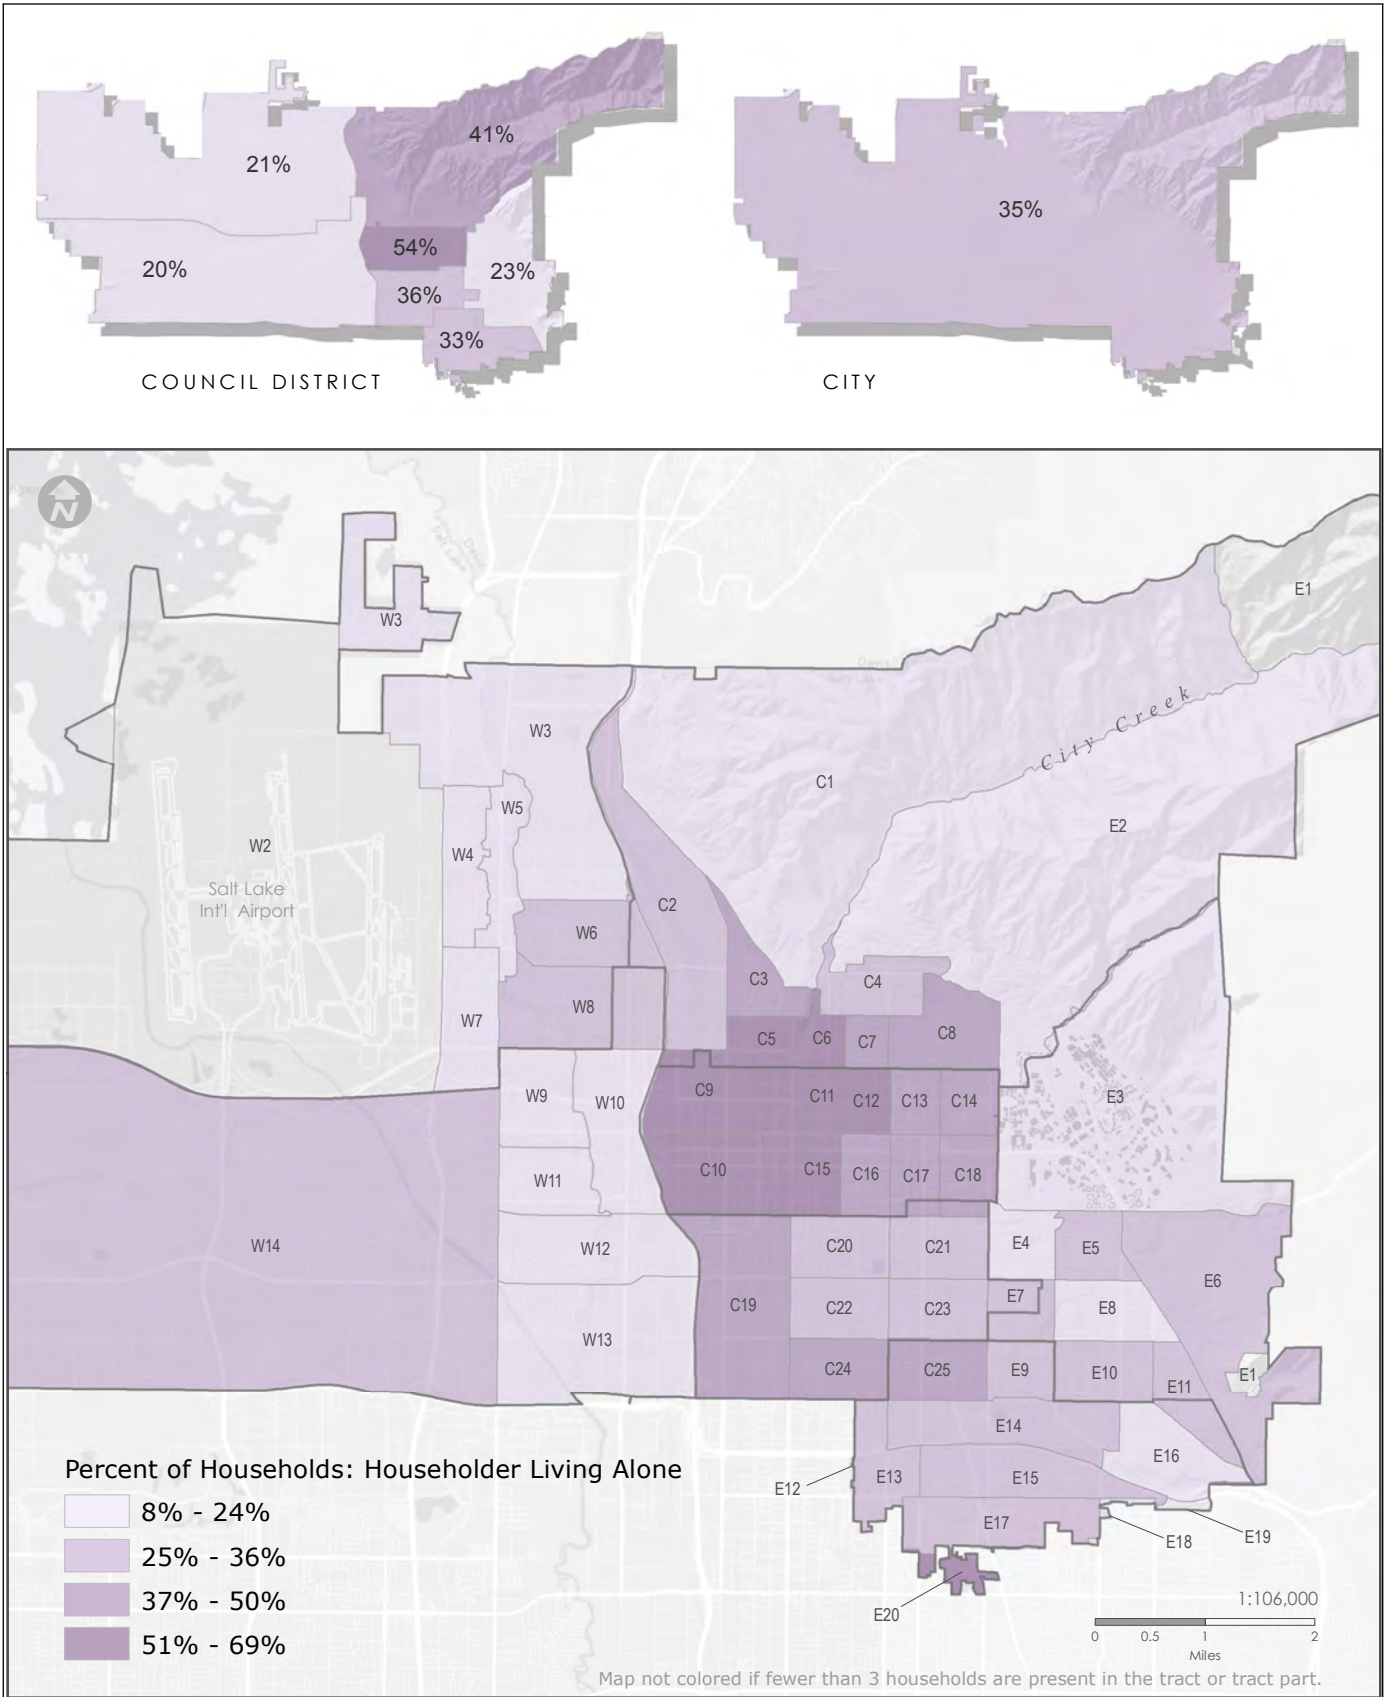 41%
21%
54%
20%
23%
36%
33%
COUNCIL DISTRICT
35%
CITY
N
Davis
Salt Lake
E1
W3
Davis
City Creek
W3
C1
W5
E2
W2
W4
Salt Lake
Int'l Airport
C2
W6
C3
C4
W8
W7
C5
C6
C7
C8
C9
C11
C12
C13
C14
E3
W9
W10
C10
C15
C16
C17
C18
W11
W14
W12
C20
C21
E4
E5
E6
C19
C22
C23
E7
E8
W13
C24
C25
E9
E10
E11
E1
E14
E16
E12
E13
E15
E17
E18
E19
E20
Percent of Households: Householder Living Alone
8% - 24%
25% - 36%
37% - 50%
51% - 69%
1:106,000
0 0.5 1 2
Miles
Map not colored if fewer than 3 households are present in the tract or tract part.